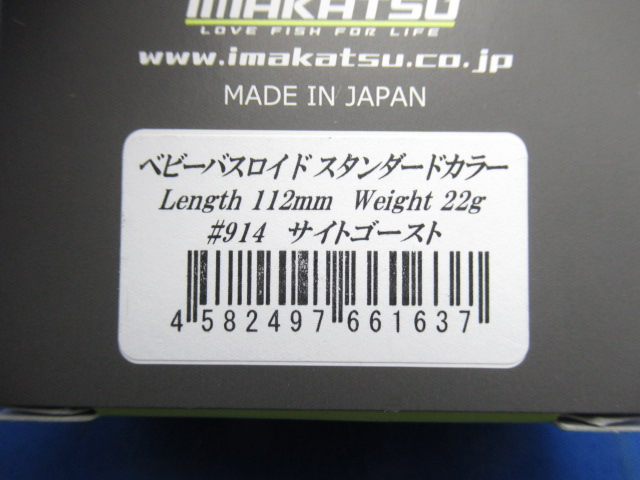 IMAKATSU
LOVE FISH FOR LIFE
www.imakatsu.co.jp
MADE IN JAPAN
ベビーバスロイド スタンダードカラー
Length 112mm Weight 22g
#914 サイトゴースト
4 582497 661637